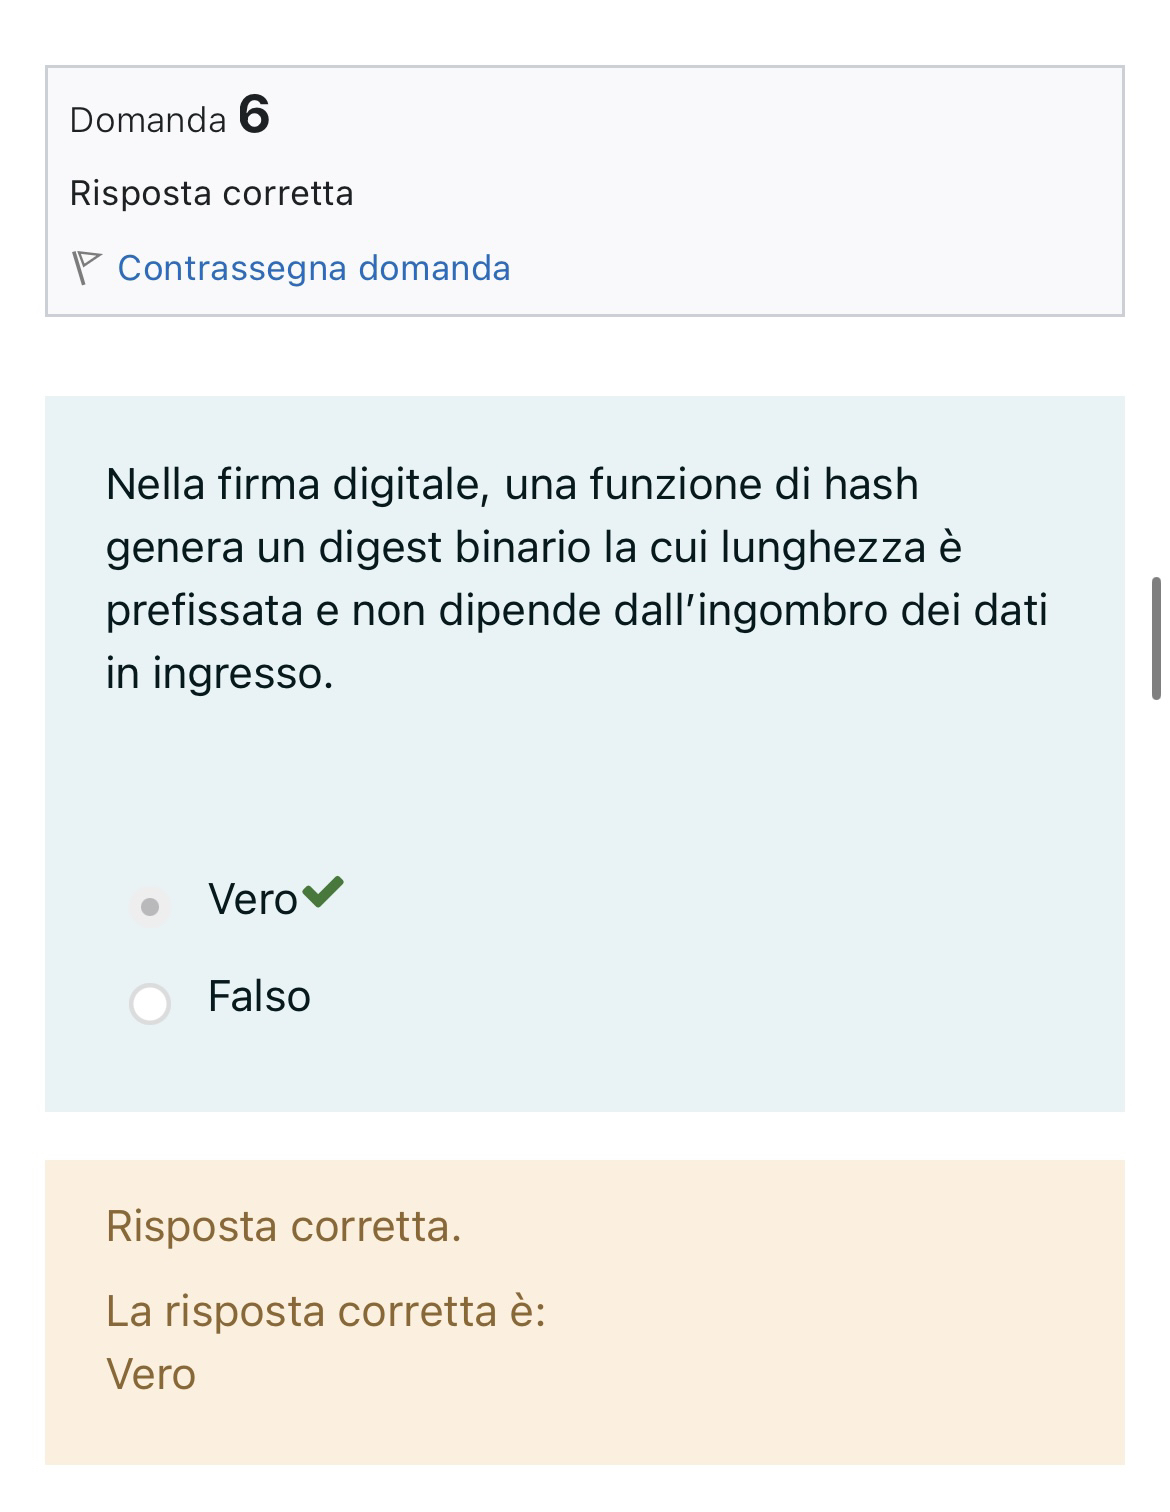 Domanda 6
Risposta corretta
Contrassegna domanda
Nella firma digitale, una funzione di hash
genera un digest binario la cui lunghezza è
prefissata e non dipende dall’ingombro dei dati
in ingresso.
Vero
Falso
Risposta corretta.
La risposta corretta è:
Vero